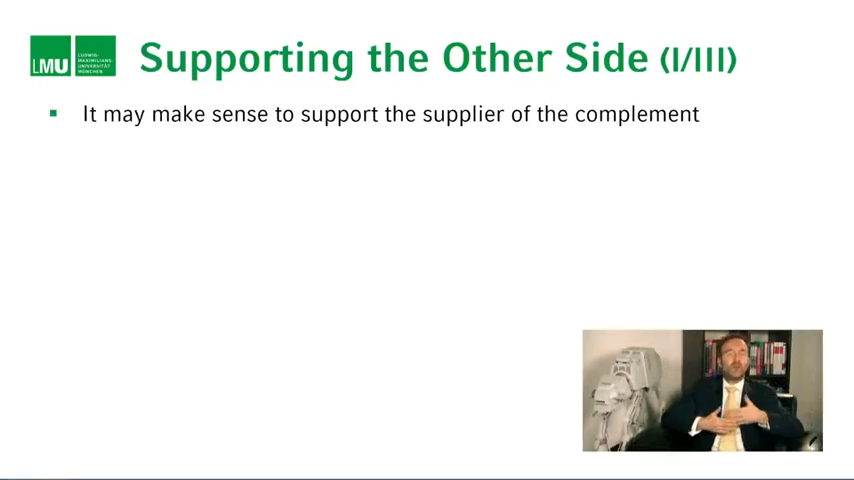 LMU
LUDWIG-
MAXIMILIANS-
UNIVERSITÄT
MÜNCHEN
Supporting the Other Side (I/III)
It may make sense to support the supplier of the complement